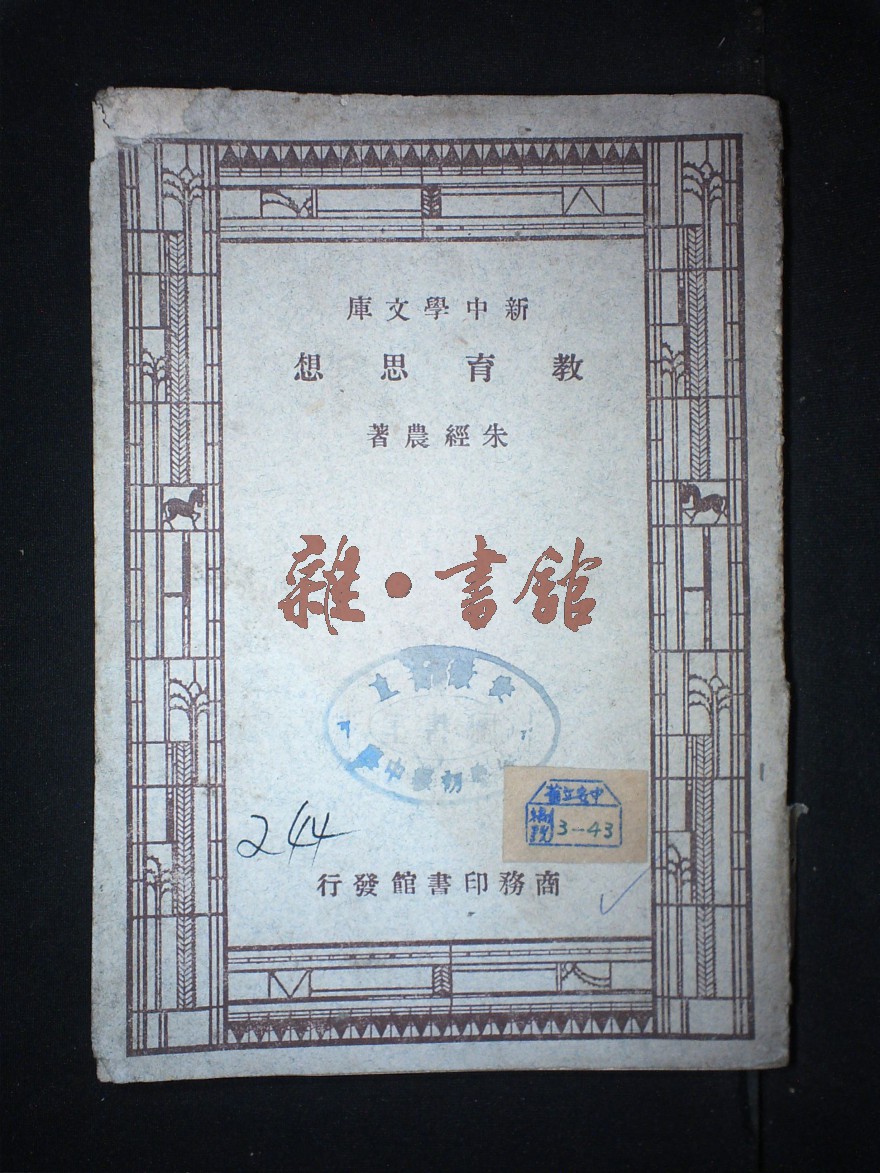 新中學文庫
教育思想
朱經農著
雜·書館
3-43
244
商務印書館發行